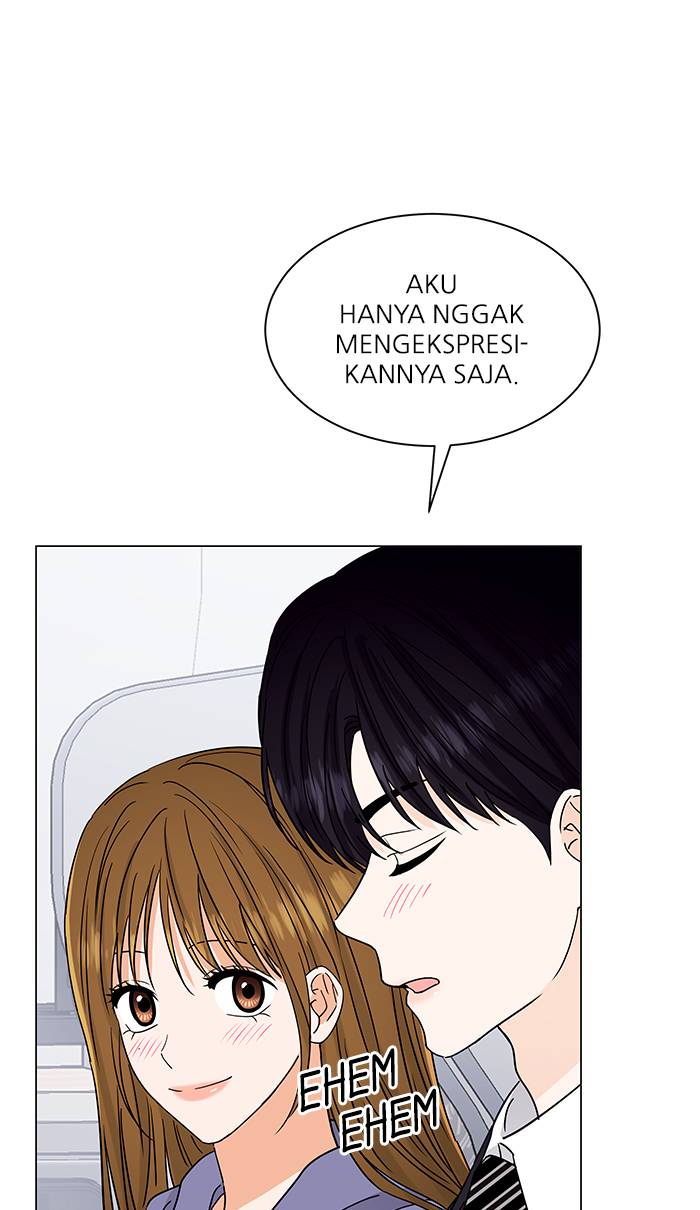 AKU
HANYA NGGAK
MENGEKSPRESI-
KANNYA SAJA.
EHEM
EHEM